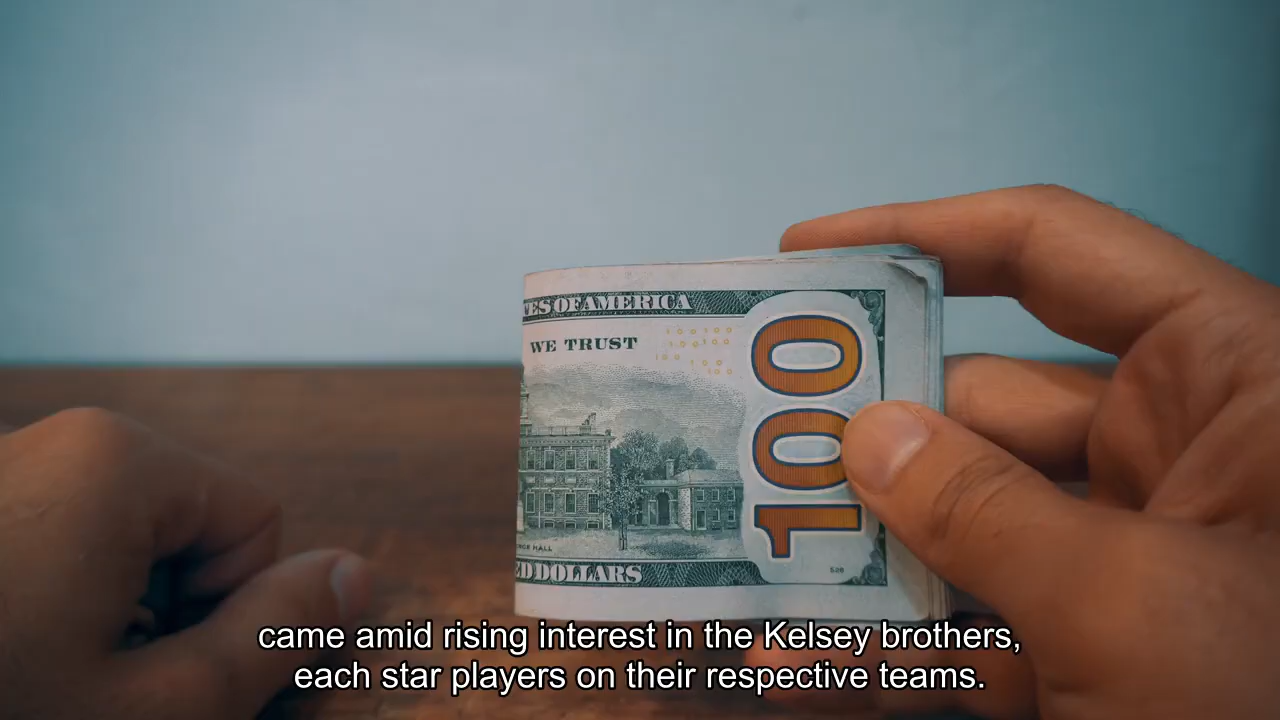 ES OF AMERICA
WE TRUST
100
HALL
D DOLLARS
came amid rising interest in the Kelsey brothers,
each star players on their respective teams.